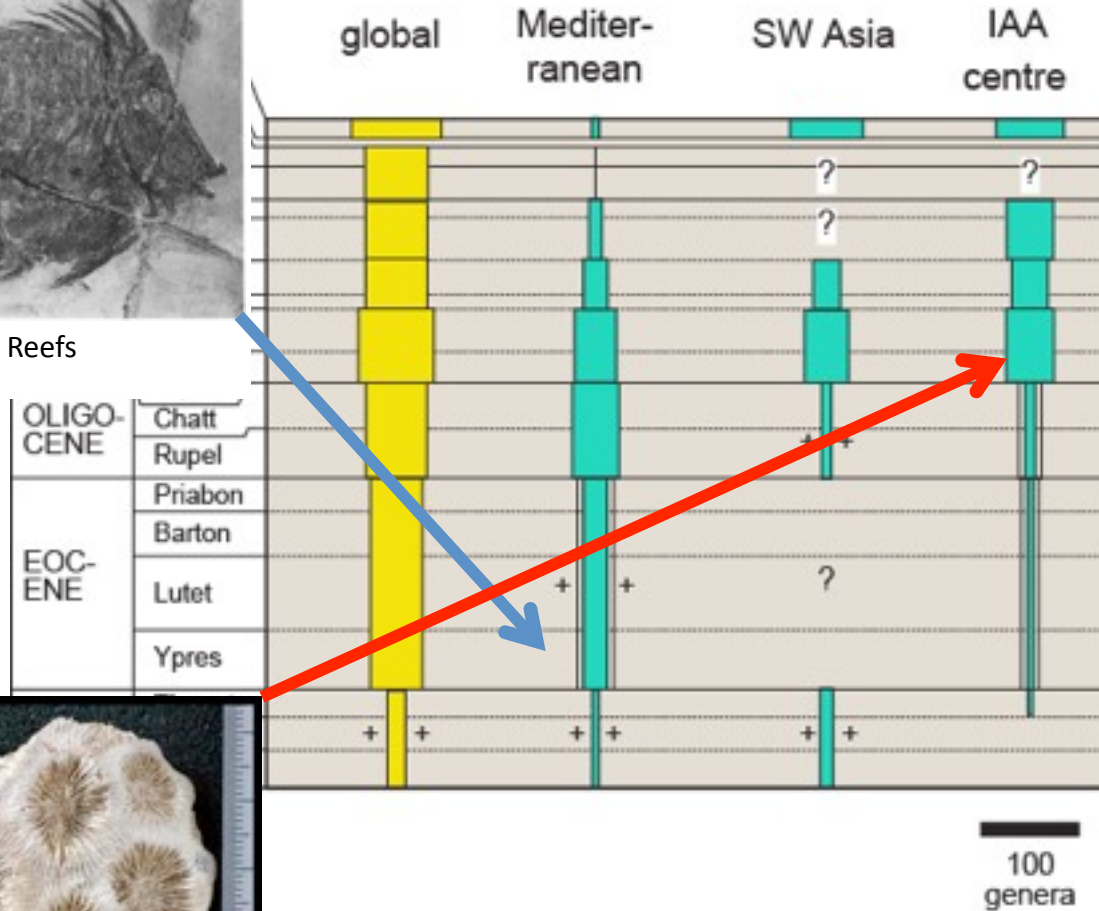 global
Mediter-
ranean
SW Asia
IAA
centre
?
?
?
Reefs
OLIGO-
CENE
Chatt
Rupel
+ +
Priabon
Barton
EOC-
ENE
Lutet
+ +
?
Ypres
+ +
+ +
+ +
100
genera